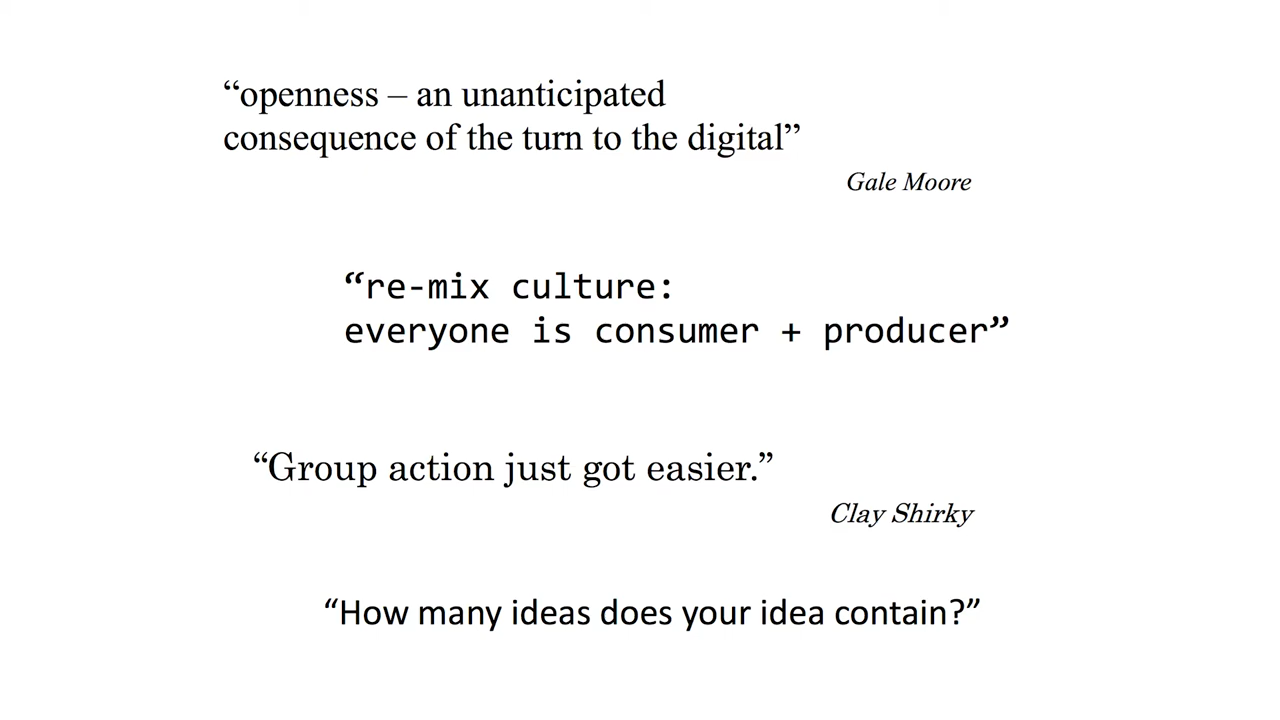 “openness – an unanticipated
consequence of the turn to the digital”
Gale Moore
“re-mix culture:
everyone is consumer + producer”
“Group action just got easier.”
Clay Shirky
“How many ideas does your idea contain?”